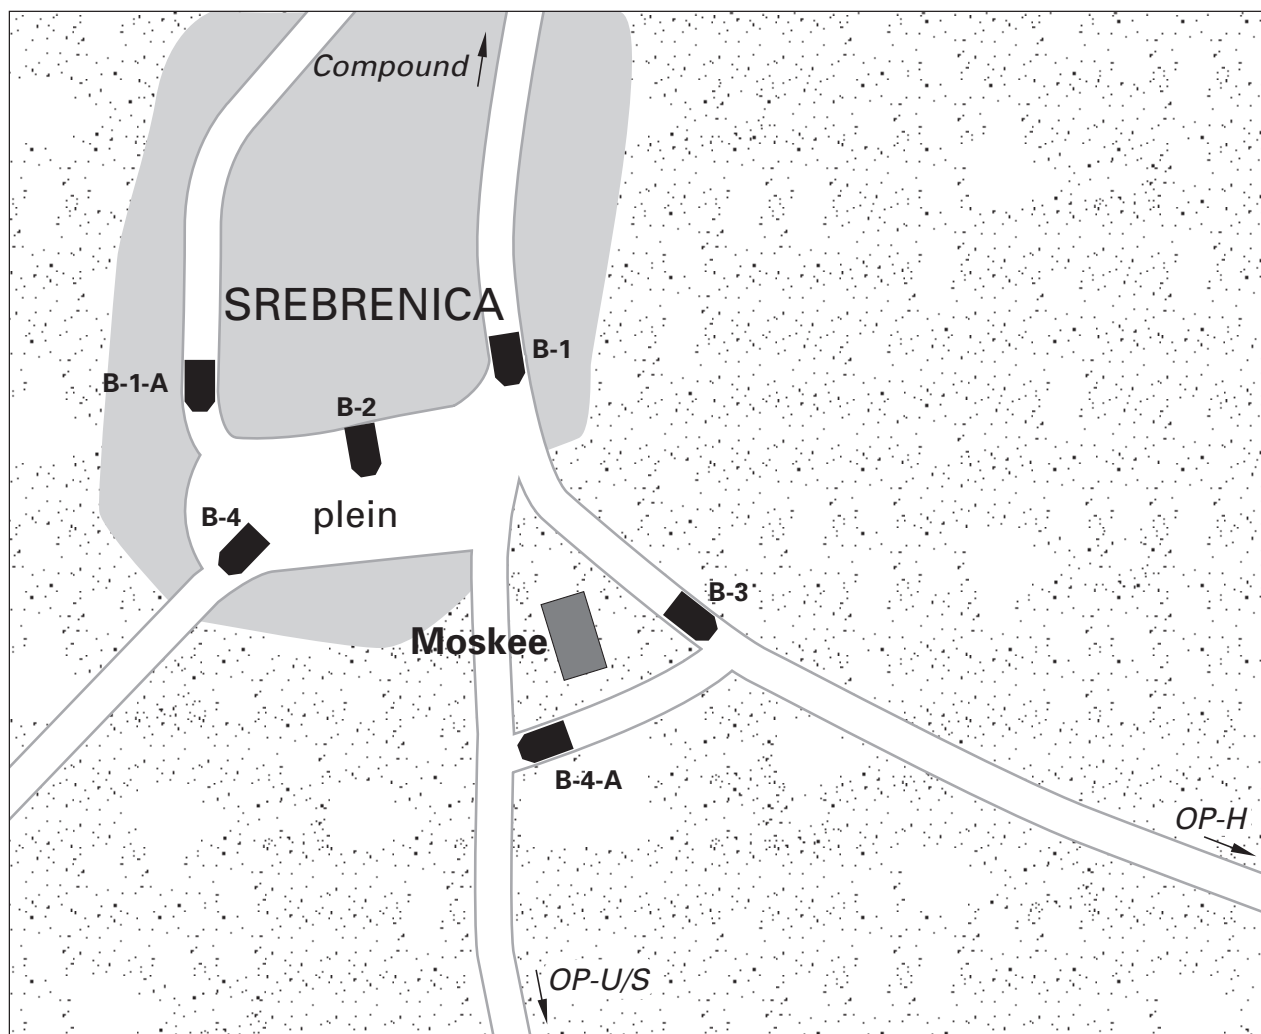 Compound
SREBRENICA
B-1
B-1-A
B-2
B-4
plein
B-3
Moskee
B-4-A
OP-H
OP-U/S